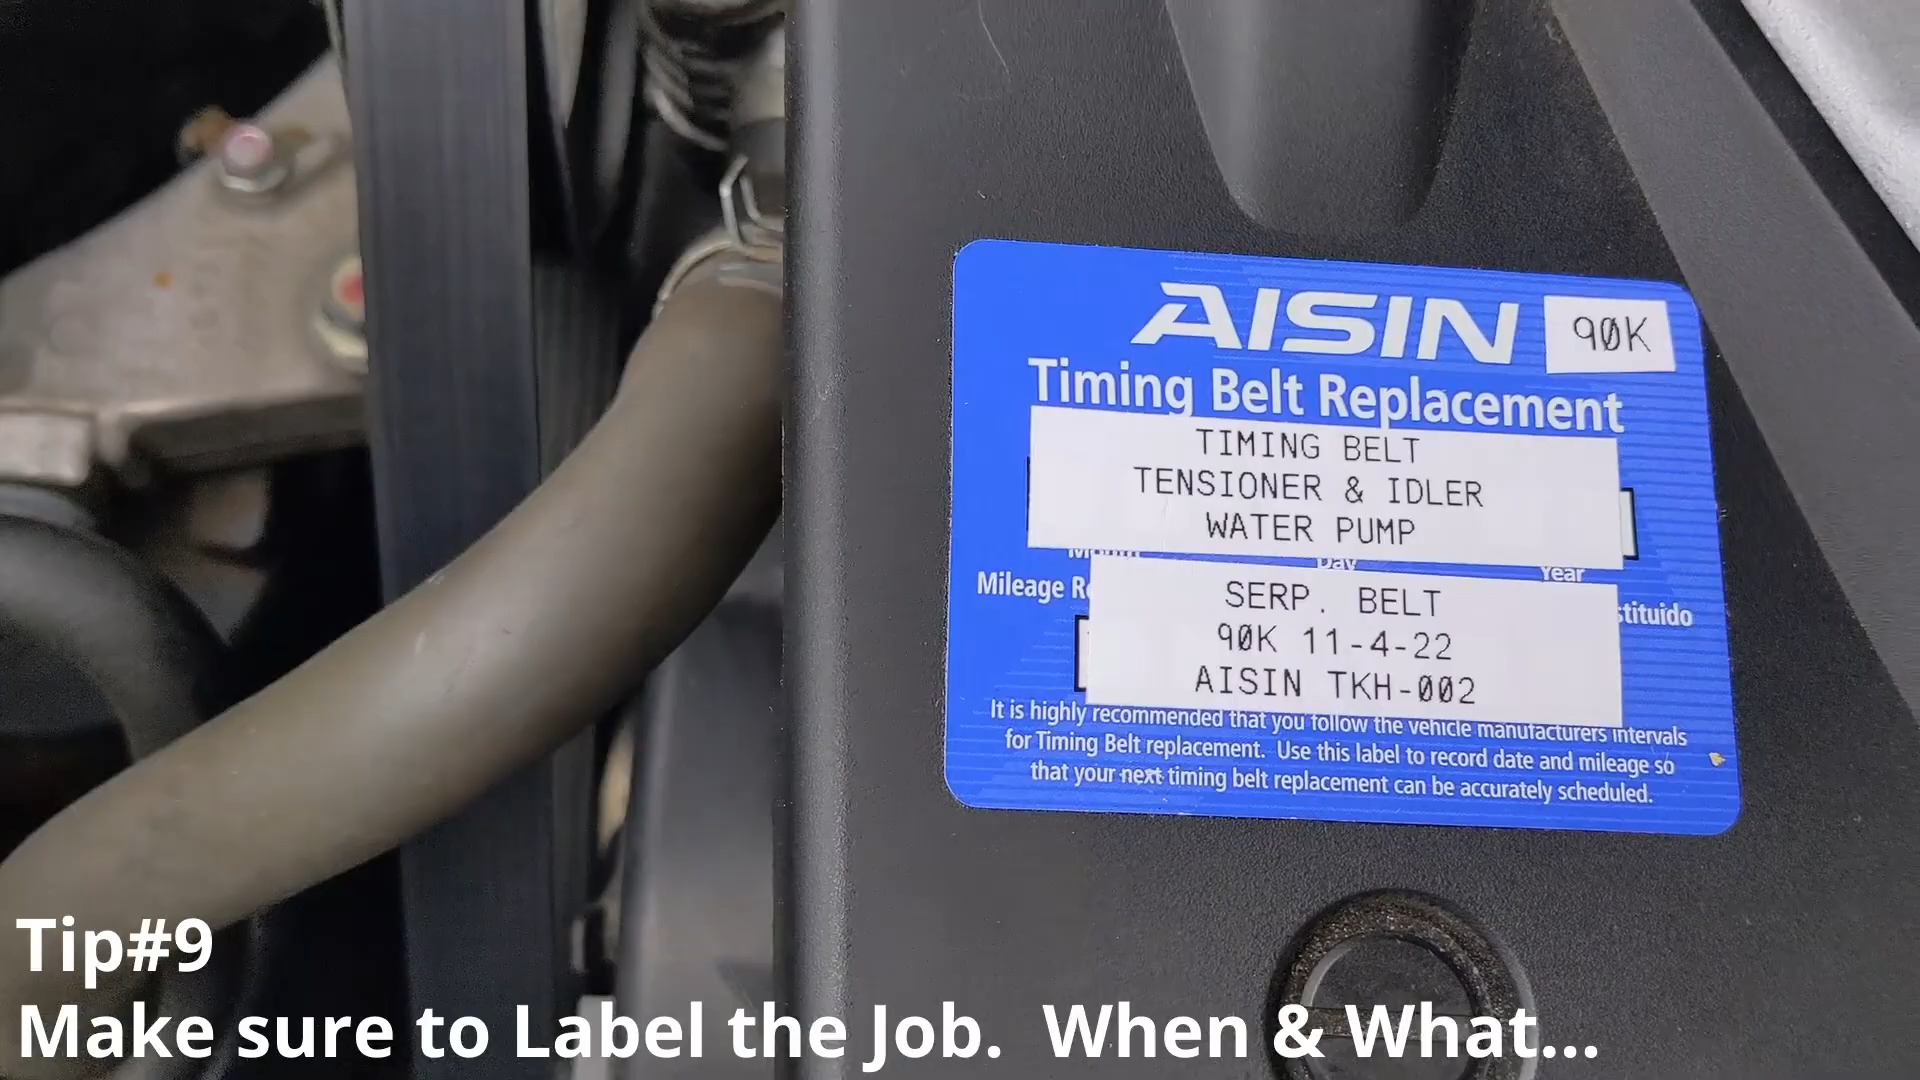 AISIN 90K
Timing Belt Replacement
TIMING BELT
TENSIONER & IDLER
WATER PUMP
Day
Year
Mileage
stituido
SERP. BELT
90K 11-4-22
AISIN TKH-002
It is highly recommended that you follow the vehicle manufacturers intervals
for Timing Belt replacement. Use this label to record date and mileage so
that your next timing belt replacement can be accurately scheduled.
Tip#9
Make sure to Label the Job. When & What...